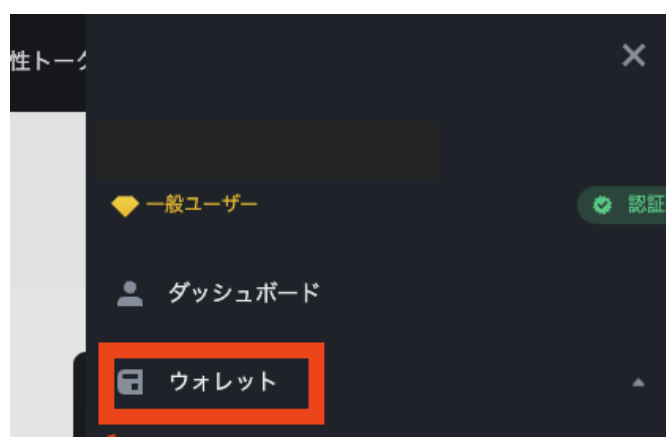 性トーク
一般ユーザー
認証
ダッシュボード
ウォレット